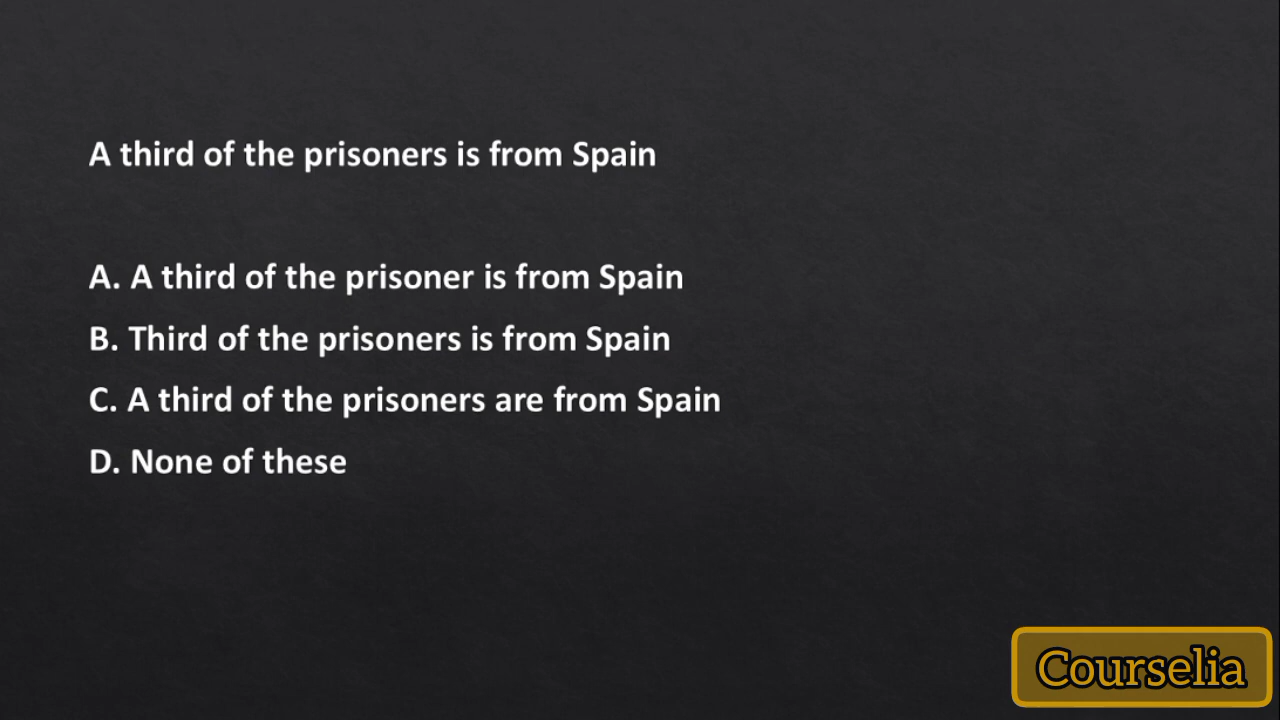 A third of the prisoners is from Spain
A. A third of the prisoner is from Spain
B. Third of the prisoners is from Spain
C. A third of the prisoners are from Spain
D. None of these
Courselia